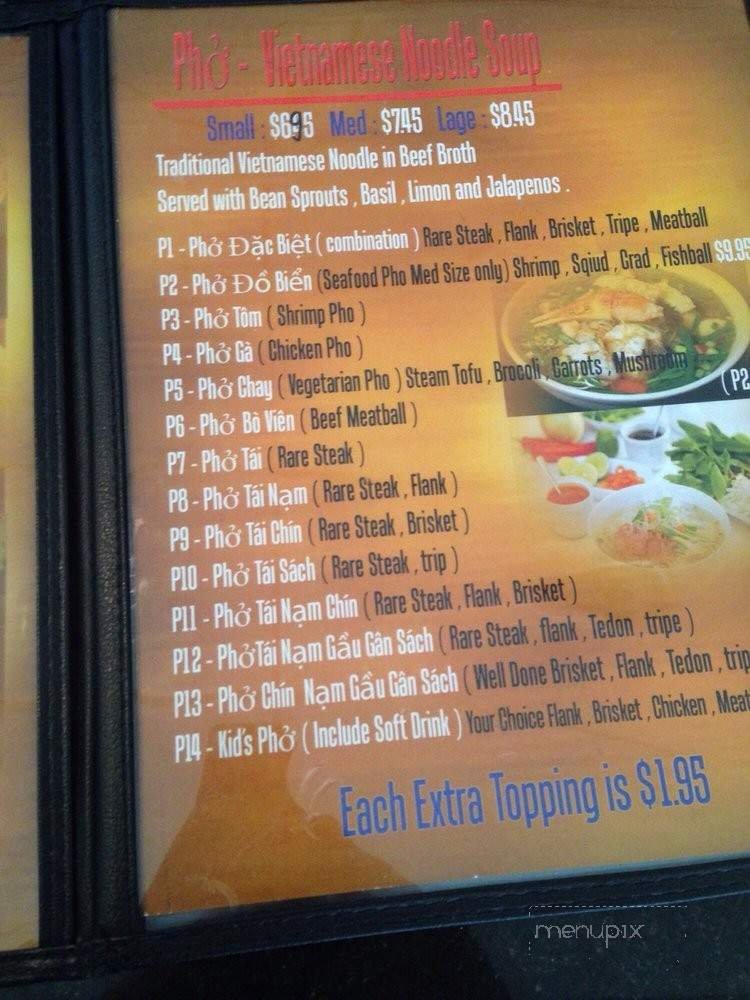 Phở - Vietnamese Noodle Soup
Small : $6.95 Med : $7.45 Lage : $8.45
Traditional Vietnamese Noodle in Beef Broth
Served with Bean Sprouts , Basil , Limon and Jalapenos .
P1 - Phở Đặc Biệt ( combination ) Rare Steak , Flank , Brisket , Tripe , Meatball
P2 - Phở Đồ Biển (Seafood Pho Med Size only) Shrimp , Sqiud , Grad , Fishball $9.95
P3 - Phở Tôm ( Shrimp Pho )
P4 - Phở Gà ( Chicken Pho )
P5 - Phở Chay ( Vegetarian Pho ) Steam Tofu , Brocoli , Carrots , Mushroom
( P2
P6 - Phở Bò Viên ( Beef Meatball )
P7 - Phở Tái ( Rare Steak )
P8 - Phở Tái Nạm ( Rare Steak , Flank )
P9 - Phở Tái Chín ( Rare Steak , Brisket )
P10 - Phở Tái Sách ( Rare Steak , trip )
P11 - Phở Tái Nạm Chín ( Rare Steak , Flank , Brisket )
P12 - PhởTái Nạm Gầu Gân Sách ( Rare Steak , flank , Tedon , tripe )
P13 - Phở Chín Nạm Gầu Gân Sách ( Well Done Brisket , Flank , Tedon , trip
P14 - Kid's Phở ( Include Soft Drink ) Your Choice Flank , Brisket , Chicken , Meat
Each Extra Topping is $1.95
menupix